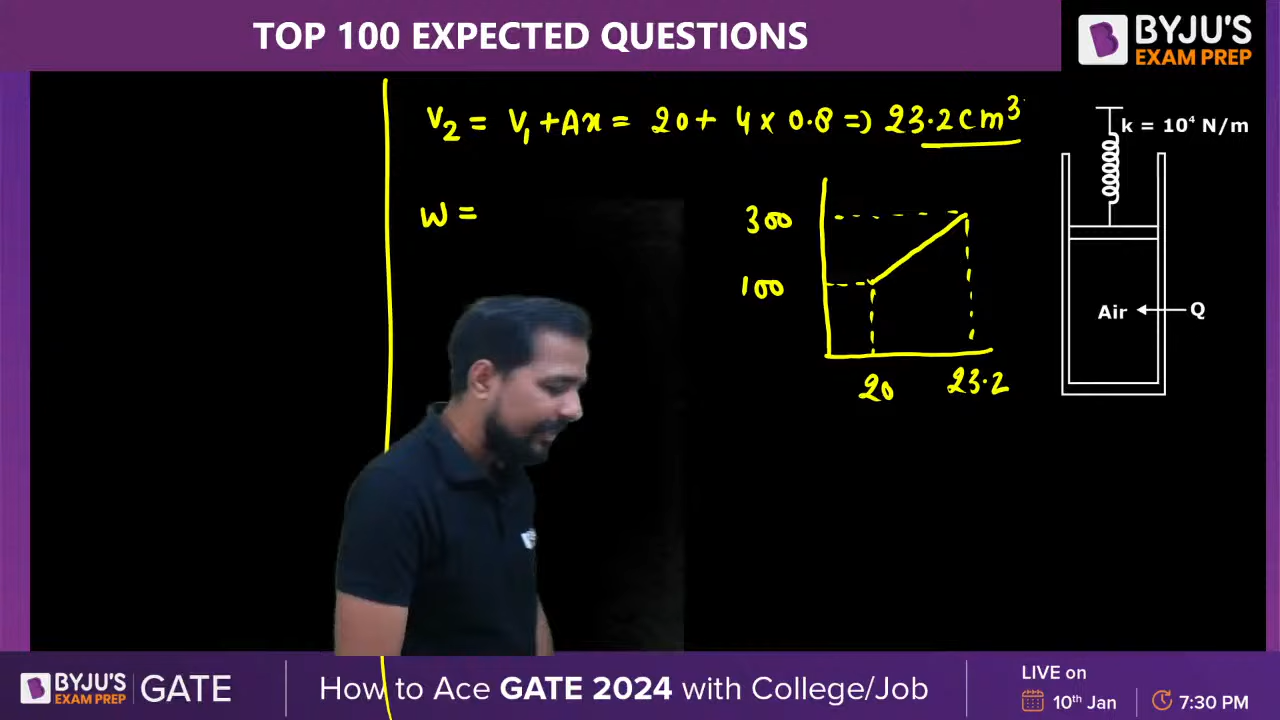 TOP 100 EXPECTED QUESTIONS
BYJU'S
EXAM PREP
V₂ = V₁ + Ax = 20 + 4 × 0.8 => 23.2 cm³
k = 10⁴ N/m
W =
300
100
20
23.2
Air
Q
BYJU'S
EXAM PREP
GATE
How to Ace GATE 2024 with College/Job
LIVE on
10th Jan
7:30 PM